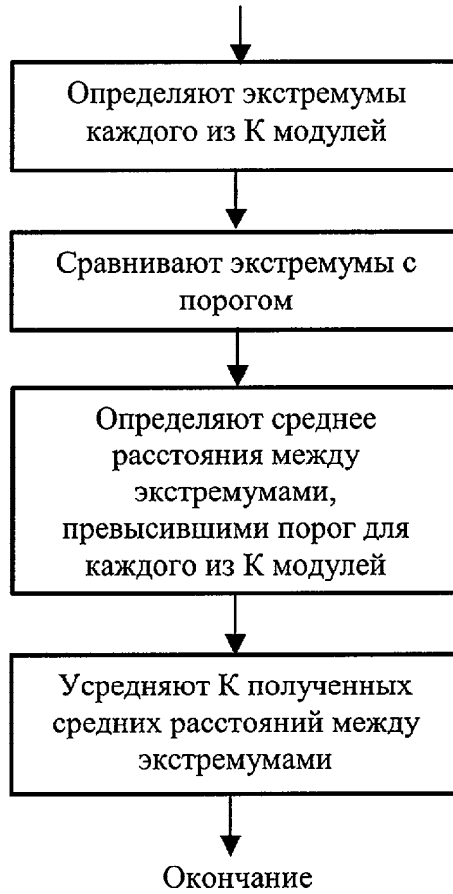 Определяют экстремумы
каждого из К модулей
Сравнивают экстремумы с
порогом
Определяют среднее
расстояния между
экстремумами,
превысившими порог для
каждого из К модулей
Усредняют К полученных
средних расстояний между
экстремумами
Окончание